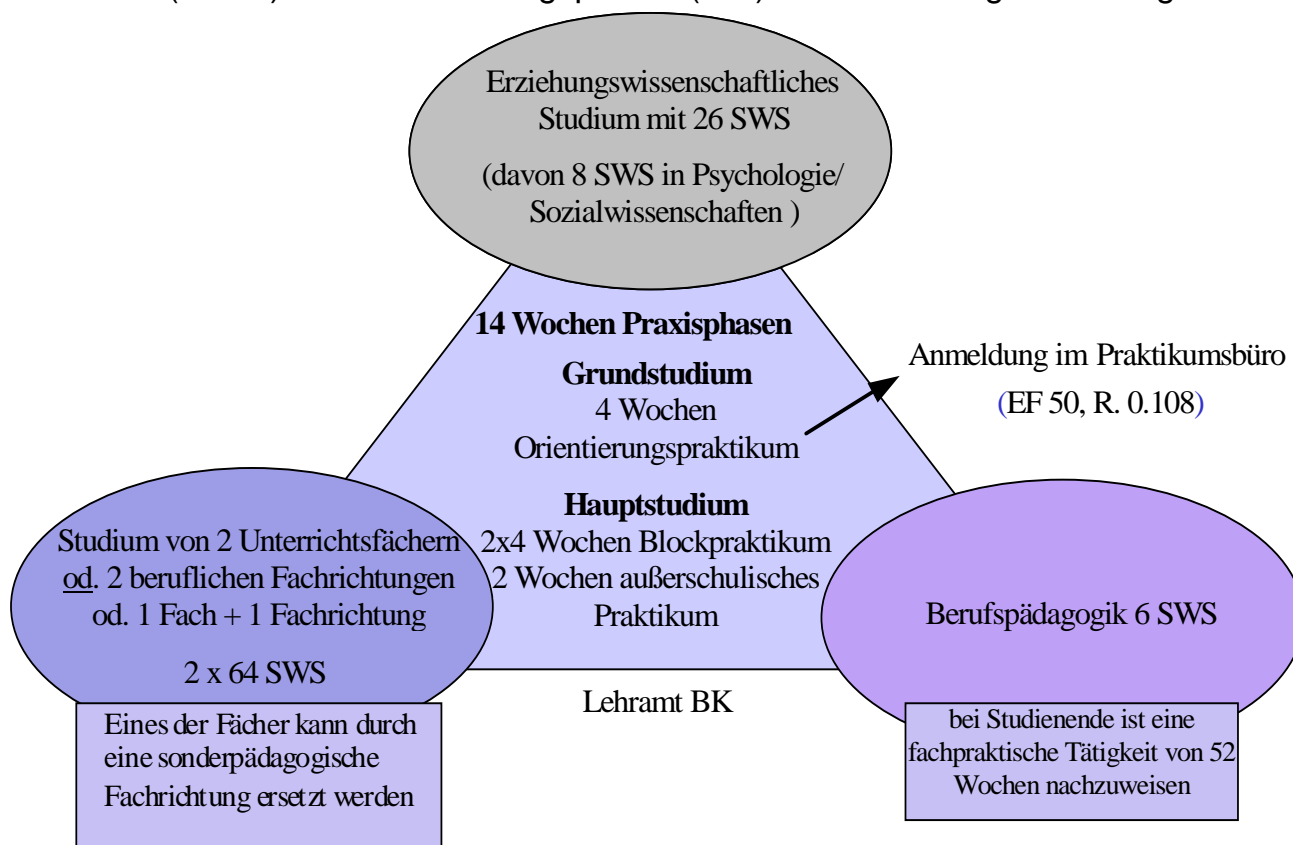 Erziehungswissenschaftliches
Studium mit 26 SWS
(davon 8 SWS in Psychologie/
Sozialwissenschaften )
14 Wochen Praxisphasen
Grundstudium
4 Wochen
Orientierungspraktikum
Anmeldung im Praktikumsbüro
(EF 50, R. 0.108)
Hauptstudium
2x4 Wochen Blockpraktikum
2 Wochen außerschulisches
Praktikum
Studium von 2 Unterrichtsfächern
od. 2 beruflichen Fachrichtungen
od. 1 Fach + 1 Fachrichtung
2 x 64 SWS
Berufspädagogik 6 SWS
Lehramt BK
Eines der Fächer kann durch
eine sonderpädagogische
Fachrichtung ersetzt werden
bei Studienende ist eine
fachpraktische Tätigkeit von 52
Wochen nachzuweisen